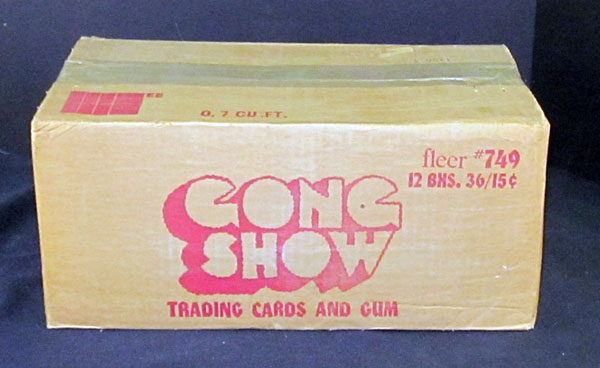 0.7 CU.FT.
fleer #749
12 BXS. 36/15¢
GONG
SHOW
TRADING CARDS AND GUM